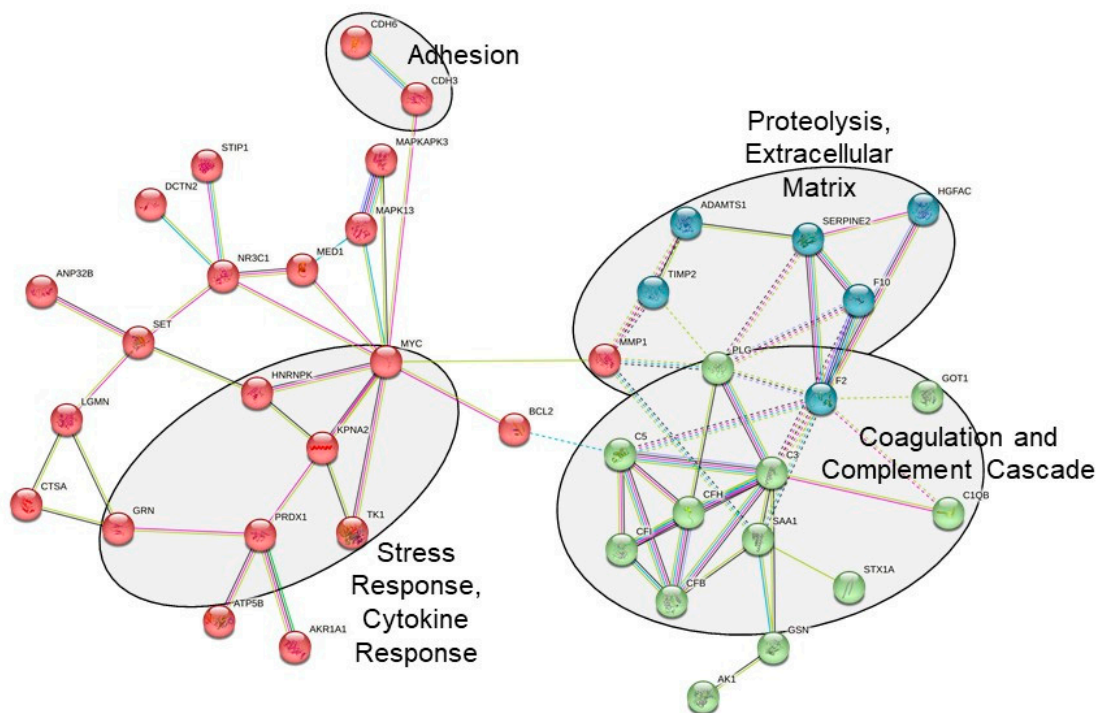 CDH6
Adhesion
CDH3
MAPKAPK3
STIP1
Proteolysis,
Extracellular
Matrix
DCTN2
HGFAC
ADAMTS1
SERPINE2
MAPK13
MED1
NR3C1
ANP32B
TIMP2
F10
SET
MYC
MMP1
PLG
HNRNPK
F2
GOT1
LGMN
BCL2
KPNA2
C5
C3
Coagulation and
Complement Cascade
CTSA
GRN
PRDX1
TK1
CFH
C1QB
CFI
SAA1
Stress
Response,
Cytokine
Response
STX1A
CFB
ATP5B
AKR1A1
GSN
AK1